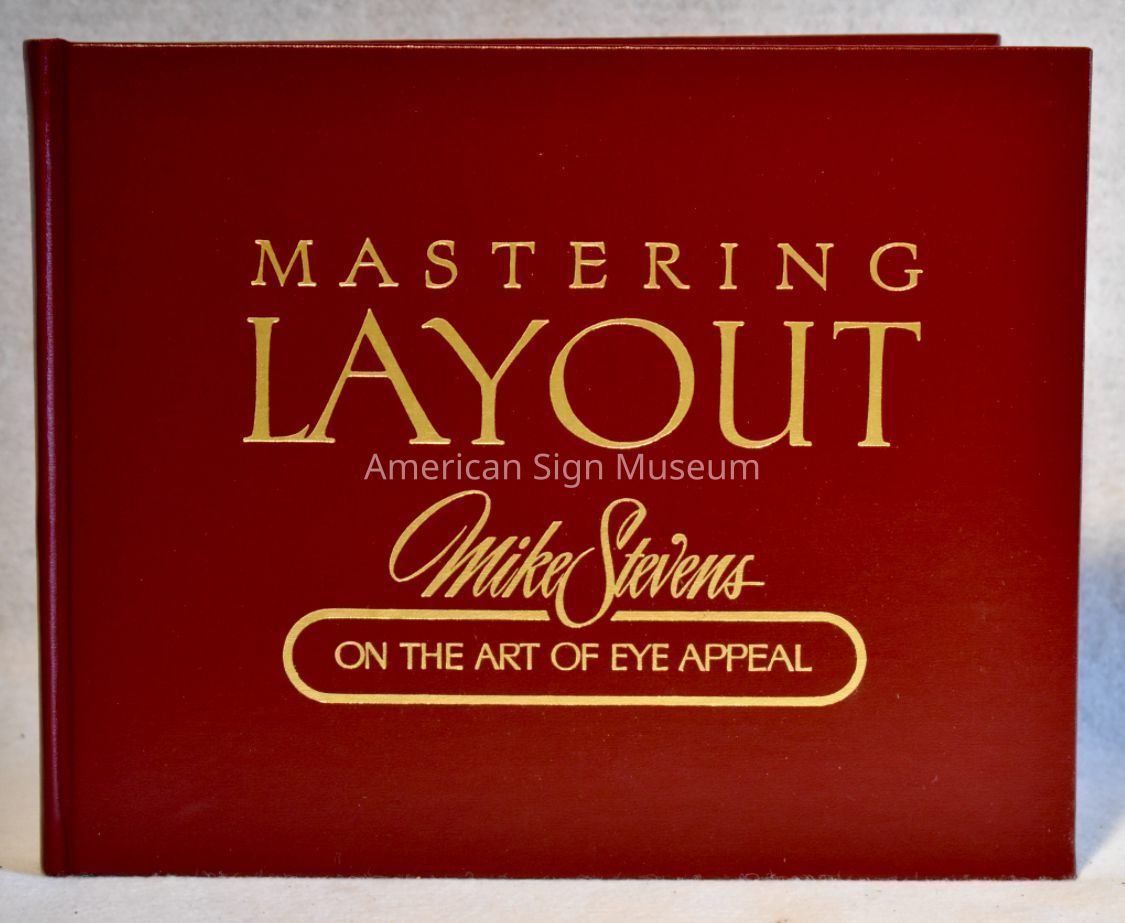 MASTERING
LAYOUT
American Sign Museum
Mike Stevens
ON THE ART OF EYE APPEAL